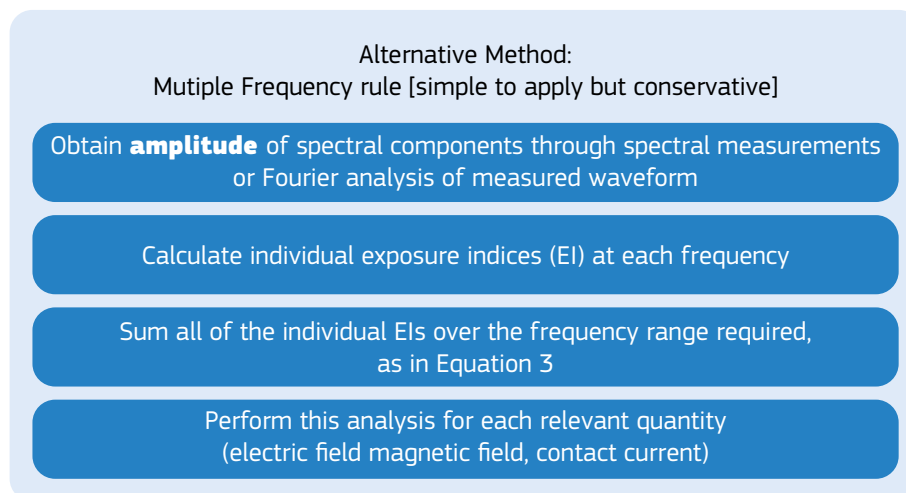 Alternative Method:
Mutiple Frequency rule [simple to apply but conservative]
Obtain amplitude of spectral components through spectral measurements
or Fourier analysis of measured waveform
Calculate individual exposure indices (EI) at each frequency
Sum all of the individual EIs over the frequency range required,
as in Equation 3
Perform this analysis for each relevant quantity
(electric field magnetic field, contact current)